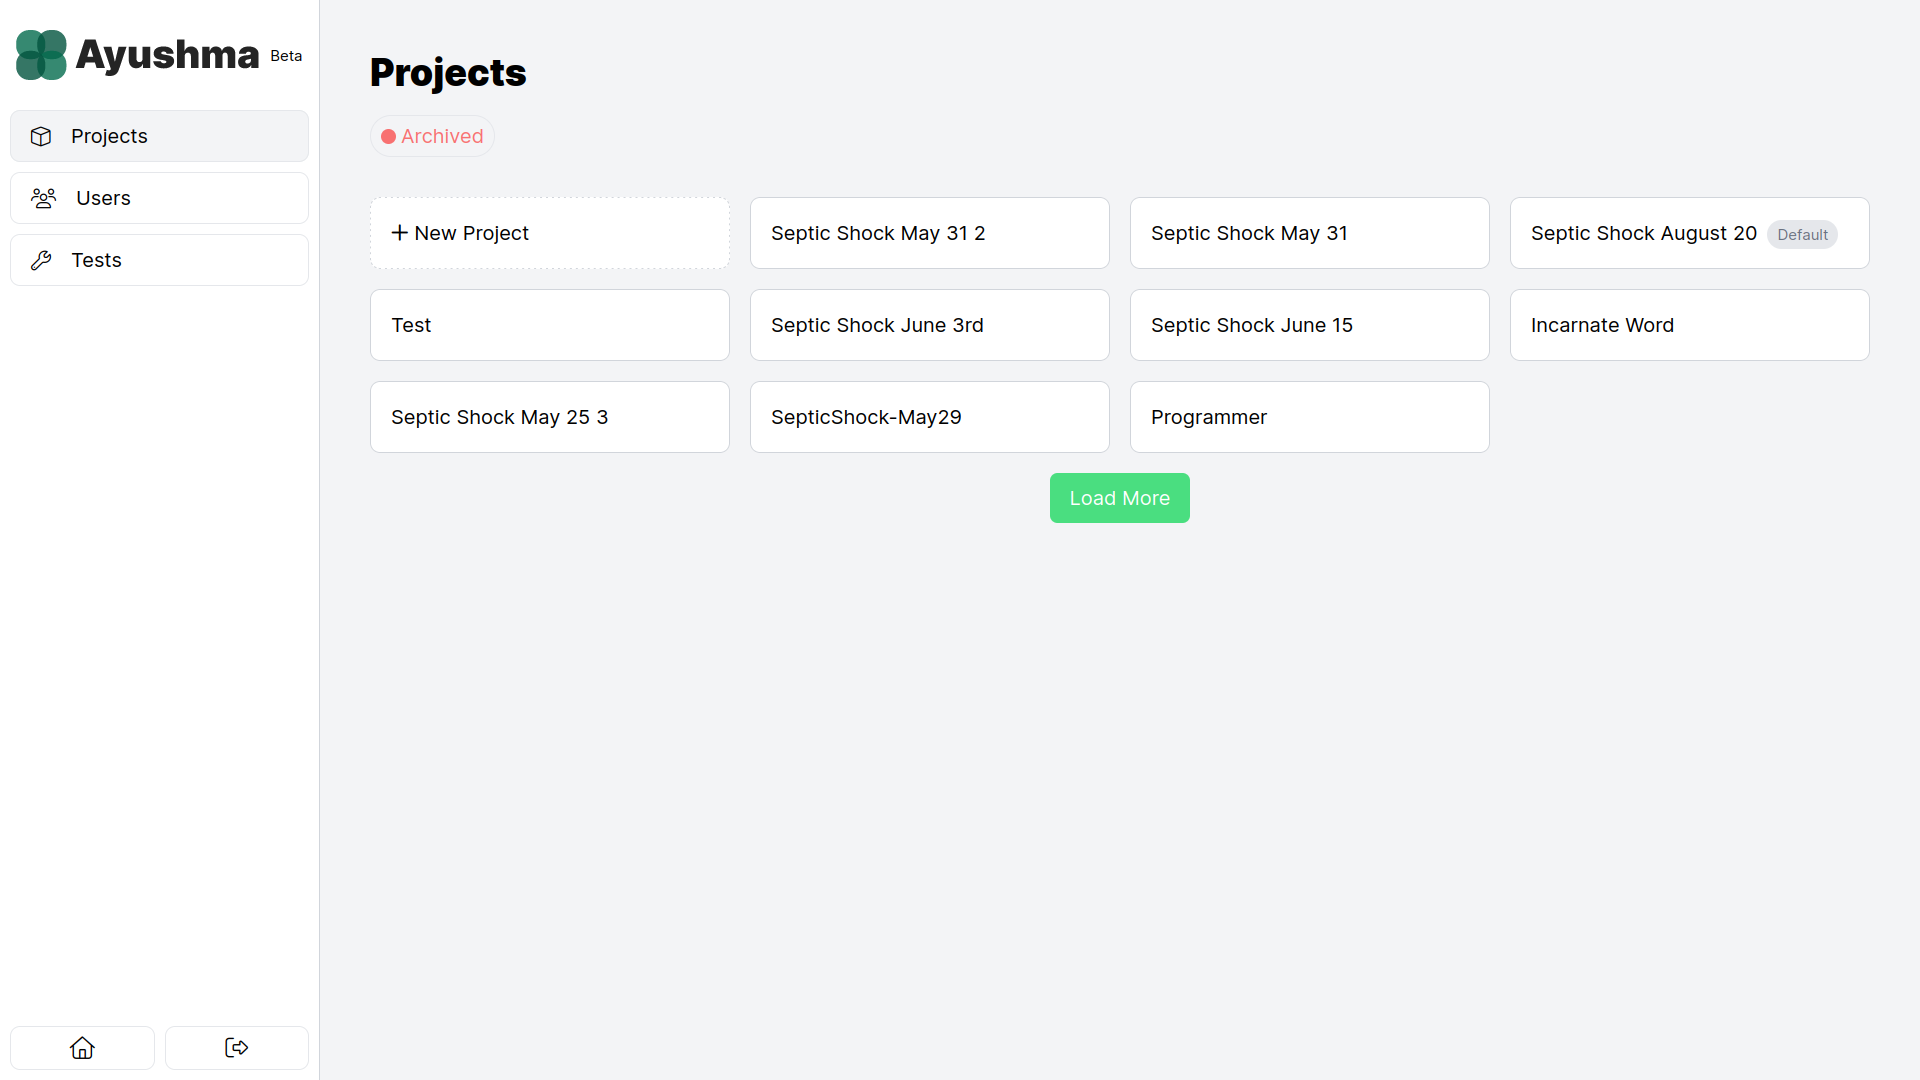 Ayushma Beta
Projects
Users
Tests
Projects
Archived
New Project
Septic Shock May 31 2
Septic Shock May 31
Septic Shock August 20 Default
Test
Septic Shock June 3rd
Septic Shock June 15
Incarnate Word
Septic Shock May 25 3
SepticShock-May29
Programmer
Load More